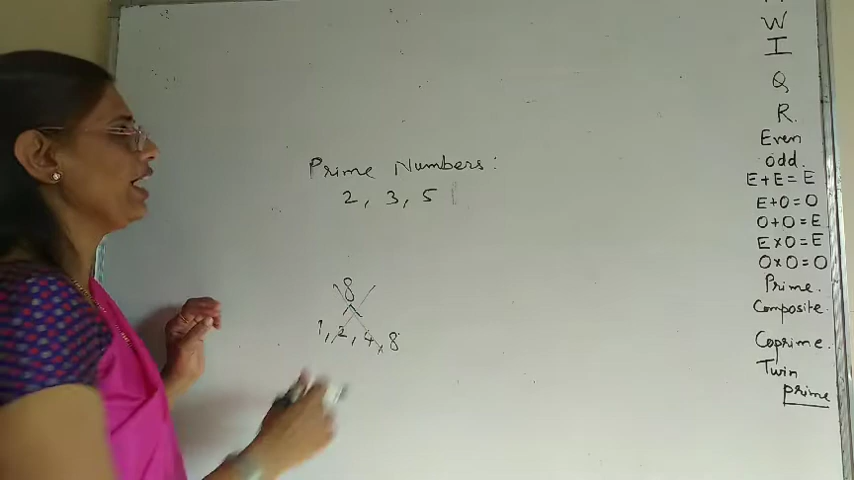 Prime Numbers:
2, 3, 5
8
1, 2, 4, 8
W
I
Q
R.
Even
odd
E+E=E
E+O=O
O+O=E
E×O=E
O×O=O
Prime.
Composite.
Coprime.
Twin
prime